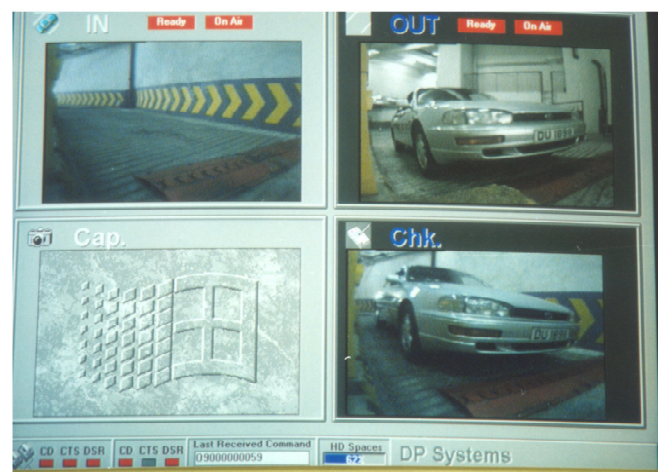 IN Ready On Air
OUT Ready On Air
Cap.
Chk.
CD CTS DSR CD CTS DSR
Last Received Command
09000000059
HD Spaces
DP Systems